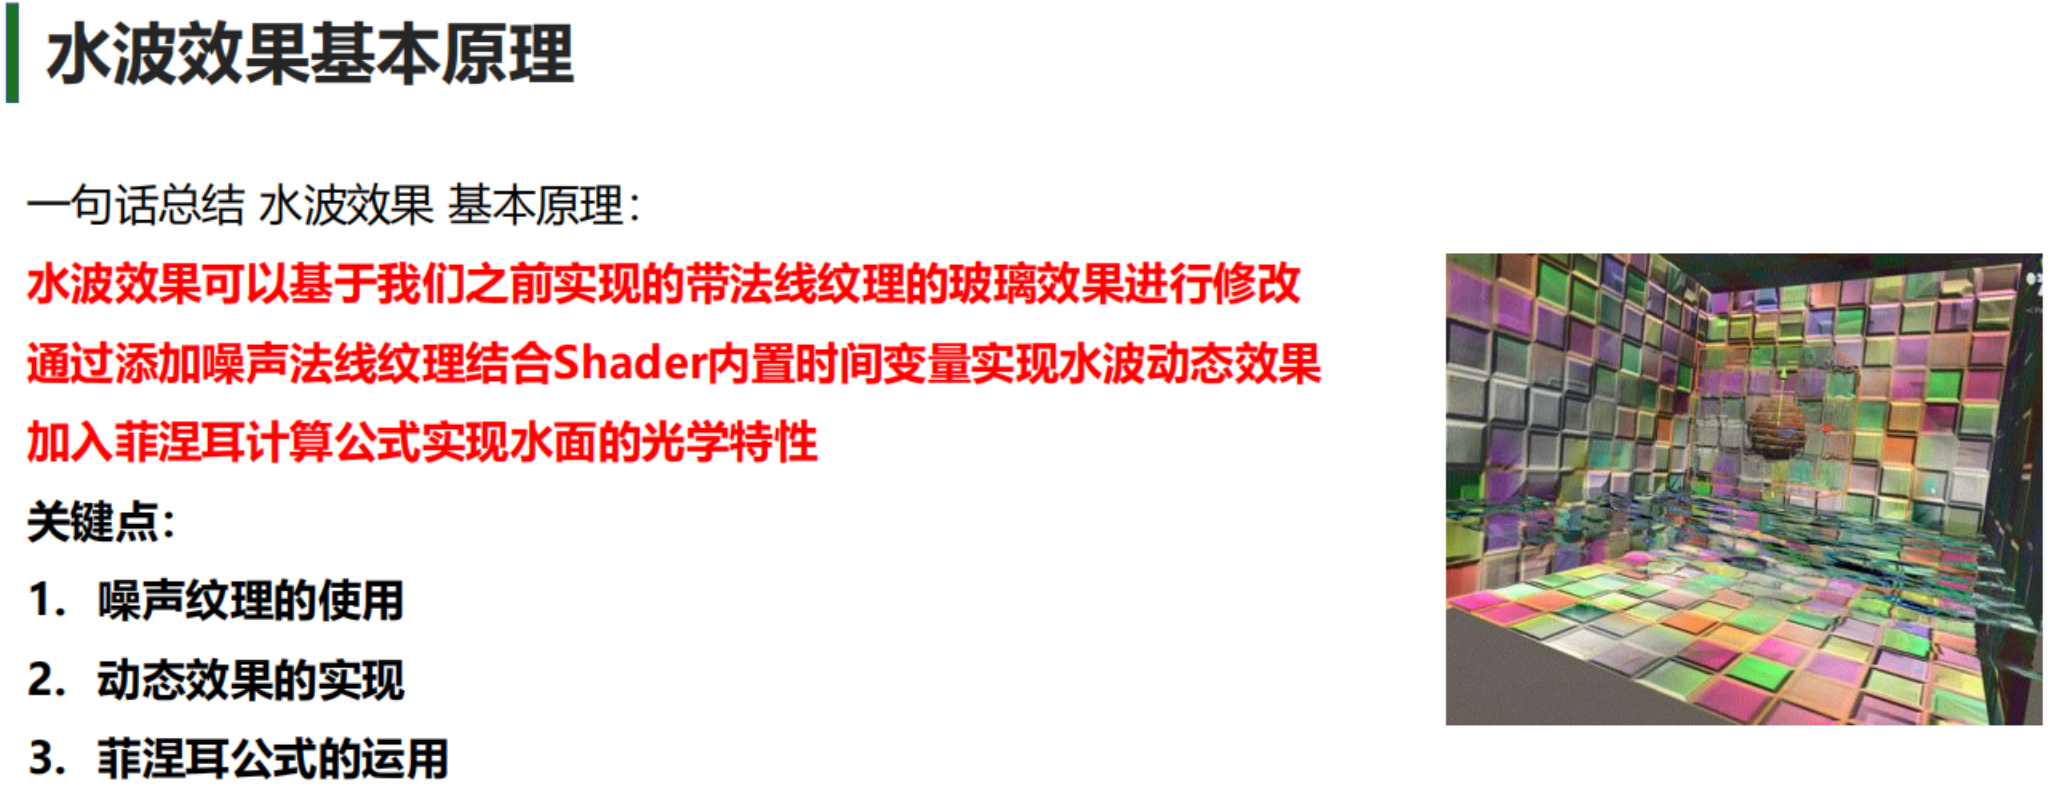 水波效果基本原理
一句话总结 水波效果 基本原理：
水波效果可以基于我们之前实现的带法线纹理的玻璃效果进行修改
通过添加噪声法线纹理结合Shader内置时间变量实现水波动态效果
加入菲涅耳计算公式实现水面的光学特性
关键点：
1. 噪声纹理的使用
2. 动态效果的实现
3. 菲涅耳公式的运用